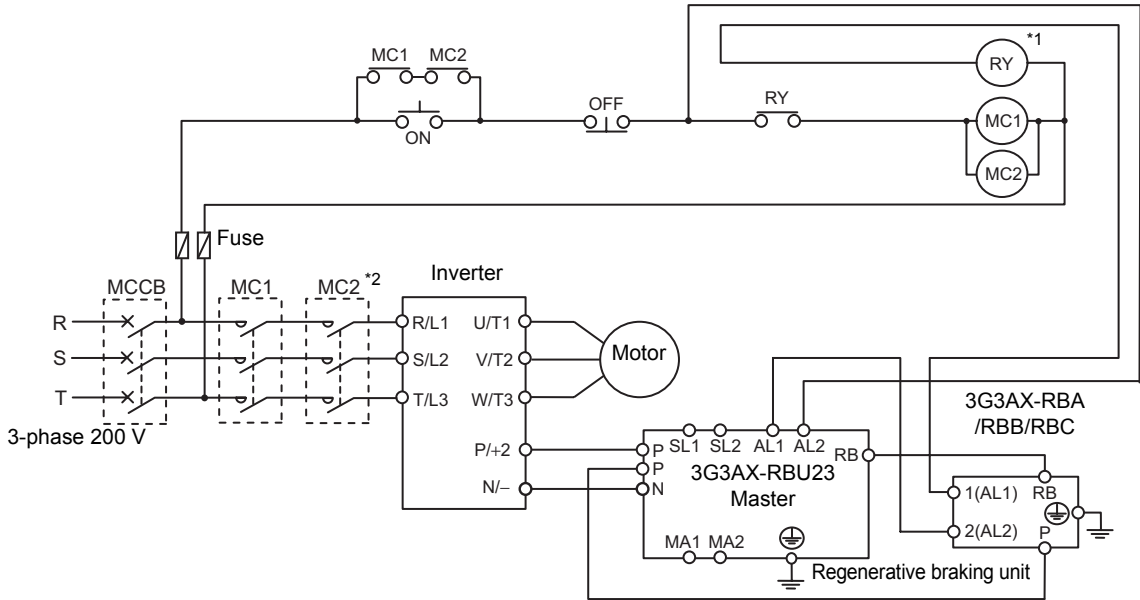 *1
MC1 MC2
RY
OFF
RY
ON
MC1
MC2
Fuse
Inverter
MCCB
MC1
MC2 *2
R
R/L1
U/T1
S
S/L2
V/T2
Motor
T
T/L3
W/T3
3-phase 200 V
3G3AX-RBA
/RBB/RBC
P/+2
P
SL1 SL2 AL1 AL2
RB
P
3G3AX-RBU23
N/−
N
Master
1(AL1)
RB
2(AL2)
P
MA1 MA2
Regenerative braking unit